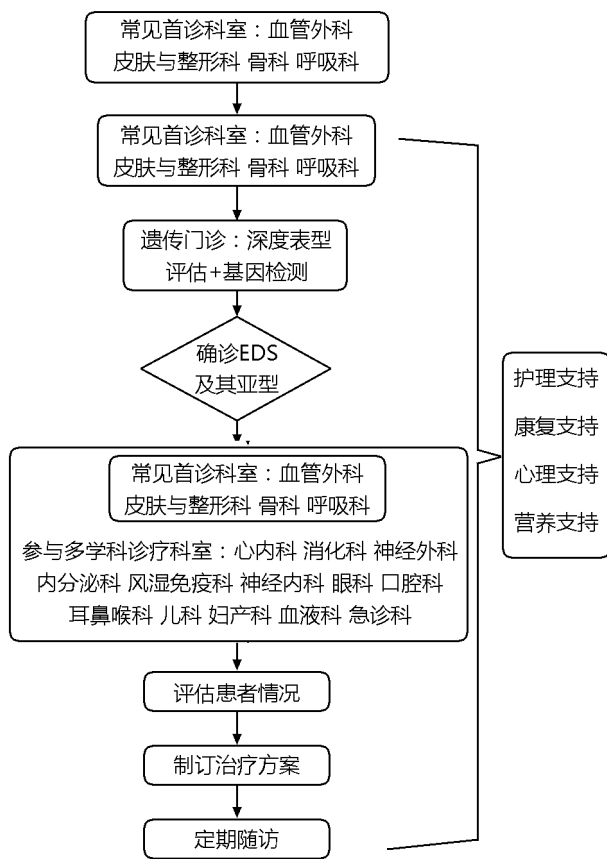 常见首诊科室：血管外科
皮肤与整形科 骨科 呼吸科
常见首诊科室：血管外科
皮肤与整形科 骨科 呼吸科
遗传门诊：深度表型
评估+基因检测
确诊EDS
及其亚型
常见首诊科室：血管外科
皮肤与整形科 骨科 呼吸科
参与多学科诊疗科室：心内科 消化科 神经外科
内分泌科 风湿免疫科 神经内科 眼科 口腔科
耳鼻喉科 儿科 妇产科 血液科 急诊科
评估患者情况
制订治疗方案
定期随访
护理支持
康复支持
心理支持
营养支持